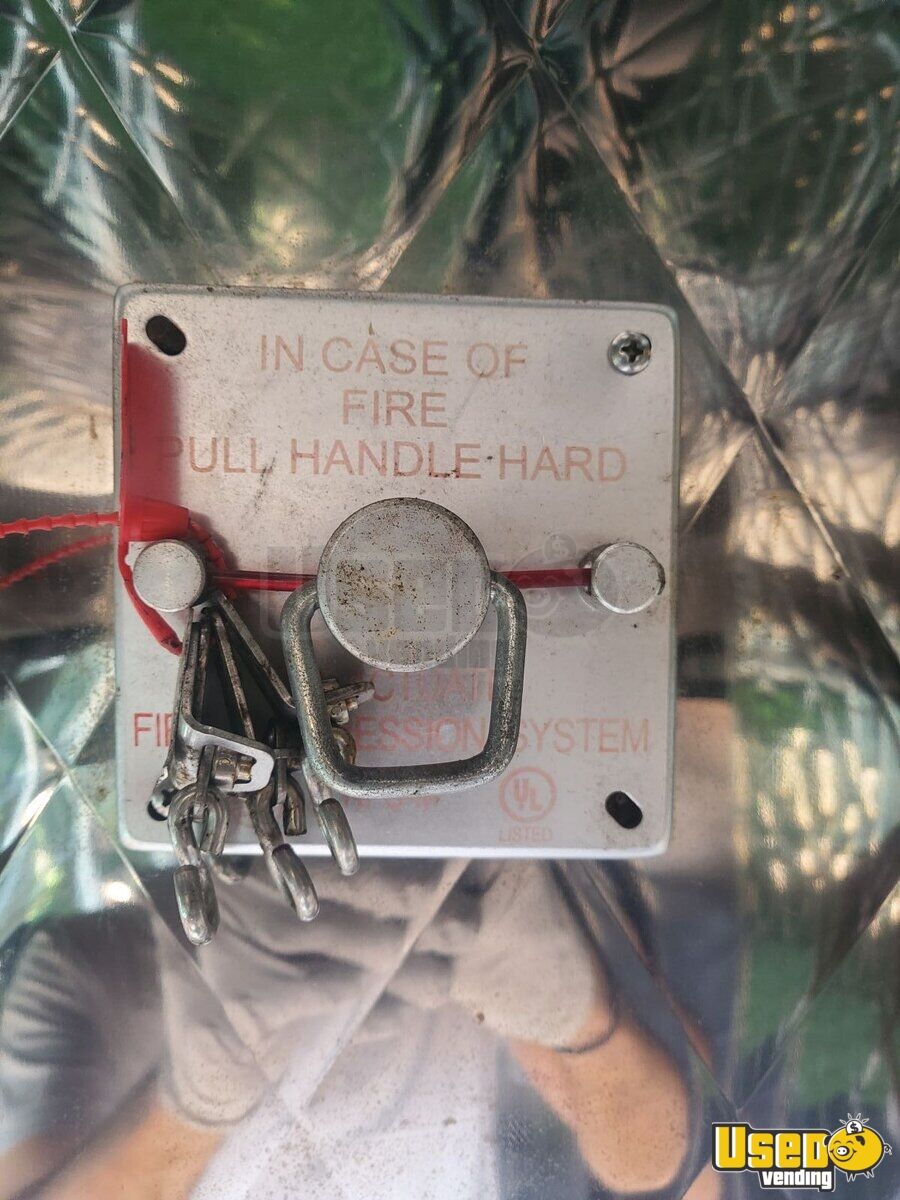 IN CASE OF
FIRE
PULL HANDLE HARD
SYSTEM
UL
LISTED
USED
VENDING